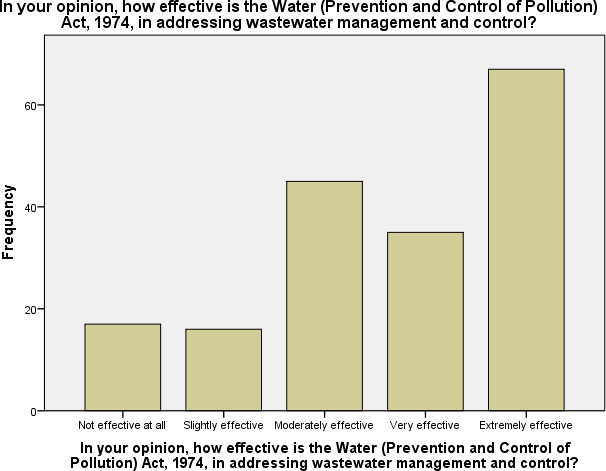 In your opinion, how effective is the Water (Prevention and Control of Pollution)
Act, 1974, in addressing wastewater management and control?
60
40
20
0
Frequency
Not effective at all
Slightly effective
Moderately effective
Very effective
Extremely effective
In your opinion, how effective is the Water (Prevention and Control of
Pollution) Act, 1974, in addressing wastewater management and control?